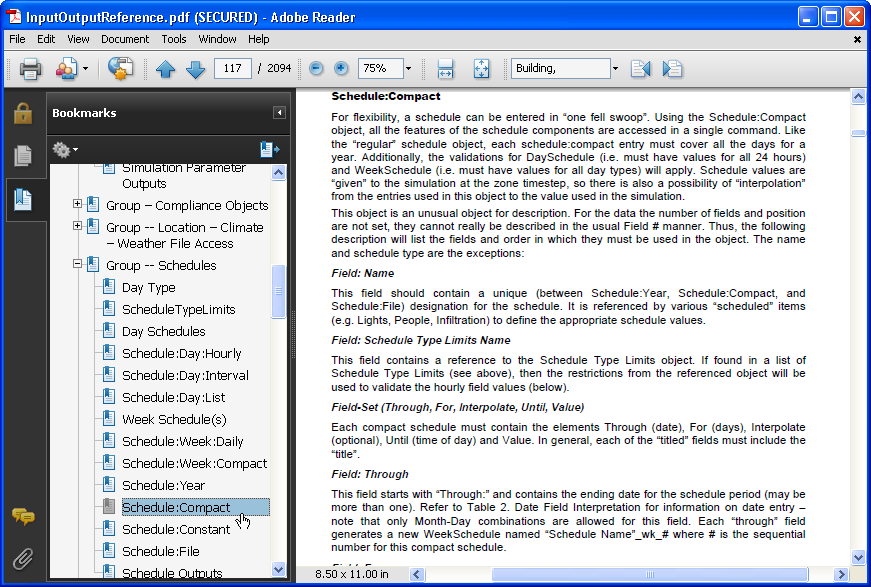 InputOutputReference.pdf (SECURED) - Adobe Reader
File Edit View Document Tools Window Help
117 / 2094 75% Building,
Bookmarks
Simulation Parameter
Outputs
Group – Compliance Objects
Group -- Location – Climate
– Weather File Access
Group -- Schedules
Day Type
ScheduleTypeLimits
Day Schedules
Schedule:Day:Hourly
Schedule:Day:Interval
Schedule:Day:List
Week Schedule(s)
Schedule:Week:Daily
Schedule:Week:Compact
Schedule:Year
Schedule:Compact
Schedule:Constant
Schedule:File
Schedule Outputs
Schedule:Compact
For flexibility, a schedule can be entered in “one fell swoop”. Using the Schedule:Compact
object, all the features of the schedule components are accessed in a single command. Like
the “regular” schedule object, each schedule:compact entry must cover all the days for a
year. Additionally, the validations for DaySchedule (i.e. must have values for all 24 hours)
and WeekSchedule (i.e. must have values for all day types) will apply. Schedule values are
“given” to the simulation at the zone timestep, so there is also a possibility of “interpolation”
from the entries used in this object to the value used in the simulation.
This object is an unusual object for description. For the data the number of fields and position
are not set, they cannot really be described in the usual Field # manner. Thus, the following
description will list the fields and order in which they must be used in the object. The name
and schedule type are the exceptions:
Field: Name
This field should contain a unique (between Schedule:Year, Schedule:Compact, and
Schedule:File) designation for the schedule. It is referenced by various “scheduled” items
(e.g. Lights, People, Infiltration) to define the appropriate schedule values.
Field: Schedule Type Limits Name
This field contains a reference to the Schedule Type Limits object. If found in a list of
Schedule Type Limits (see above), then the restrictions from the referenced object will be
used to validate the hourly field values (below).
Field-Set (Through, For, Interpolate, Until, Value)
Each compact schedule must contain the elements Through (date), For (days), Interpolate
(optional), Until (time of day) and Value. In general, each of the “titled” fields must include the
“title”.
Field: Through
This field starts with “Through:” and contains the ending date for the schedule period (may be
more than one). Refer to Table 2. Date Field Interpretation for information on date entry –
note that only Month-Day combinations are allowed for this field. Each “through” field
generates a new WeekSchedule named “Schedule Name”_wk_# where # is the sequential
number for this compact schedule.
8.50 x 11.00 in